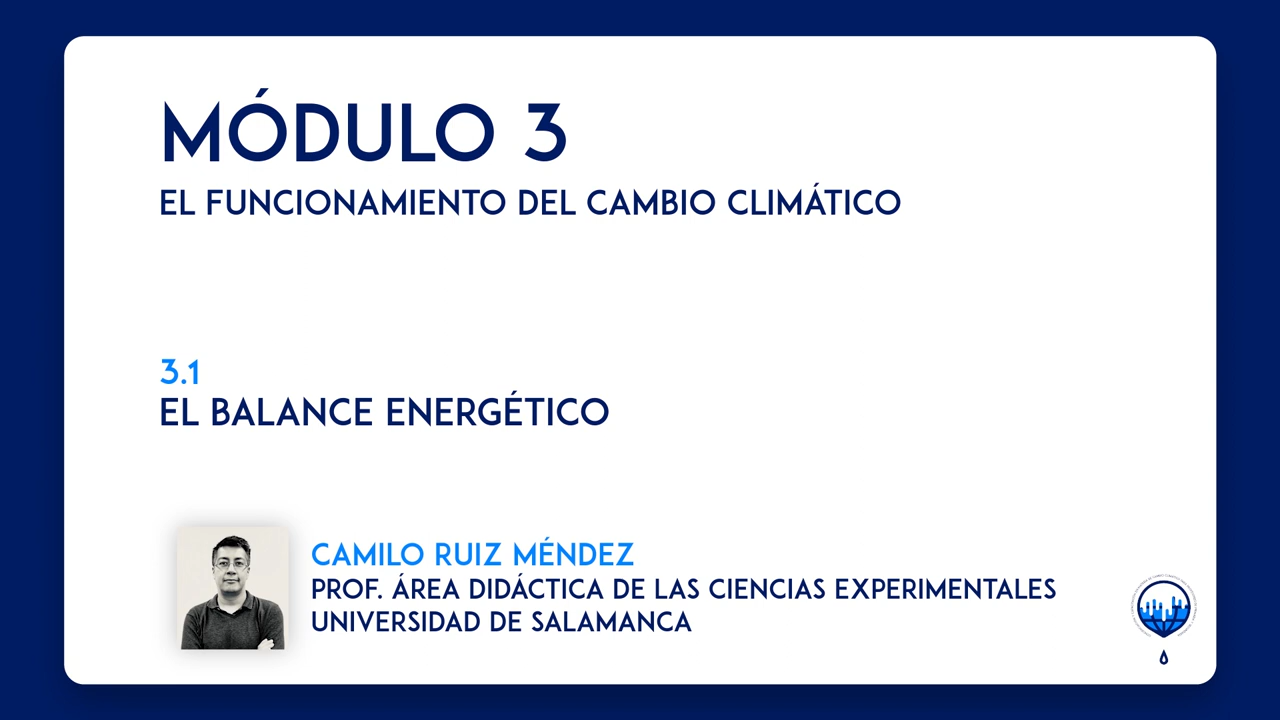 MÓDULO 3
EL FUNCIONAMIENTO DEL CAMBIO CLIMÁTICO
3.1
EL BALANCE ENERGÉTICO
CAMILO RUIZ MÉNDEZ
PROF. ÁREA DIDÁCTICA DE LAS CIENCIAS EXPERIMENTALES
UNIVERSIDAD DE SALAMANCA